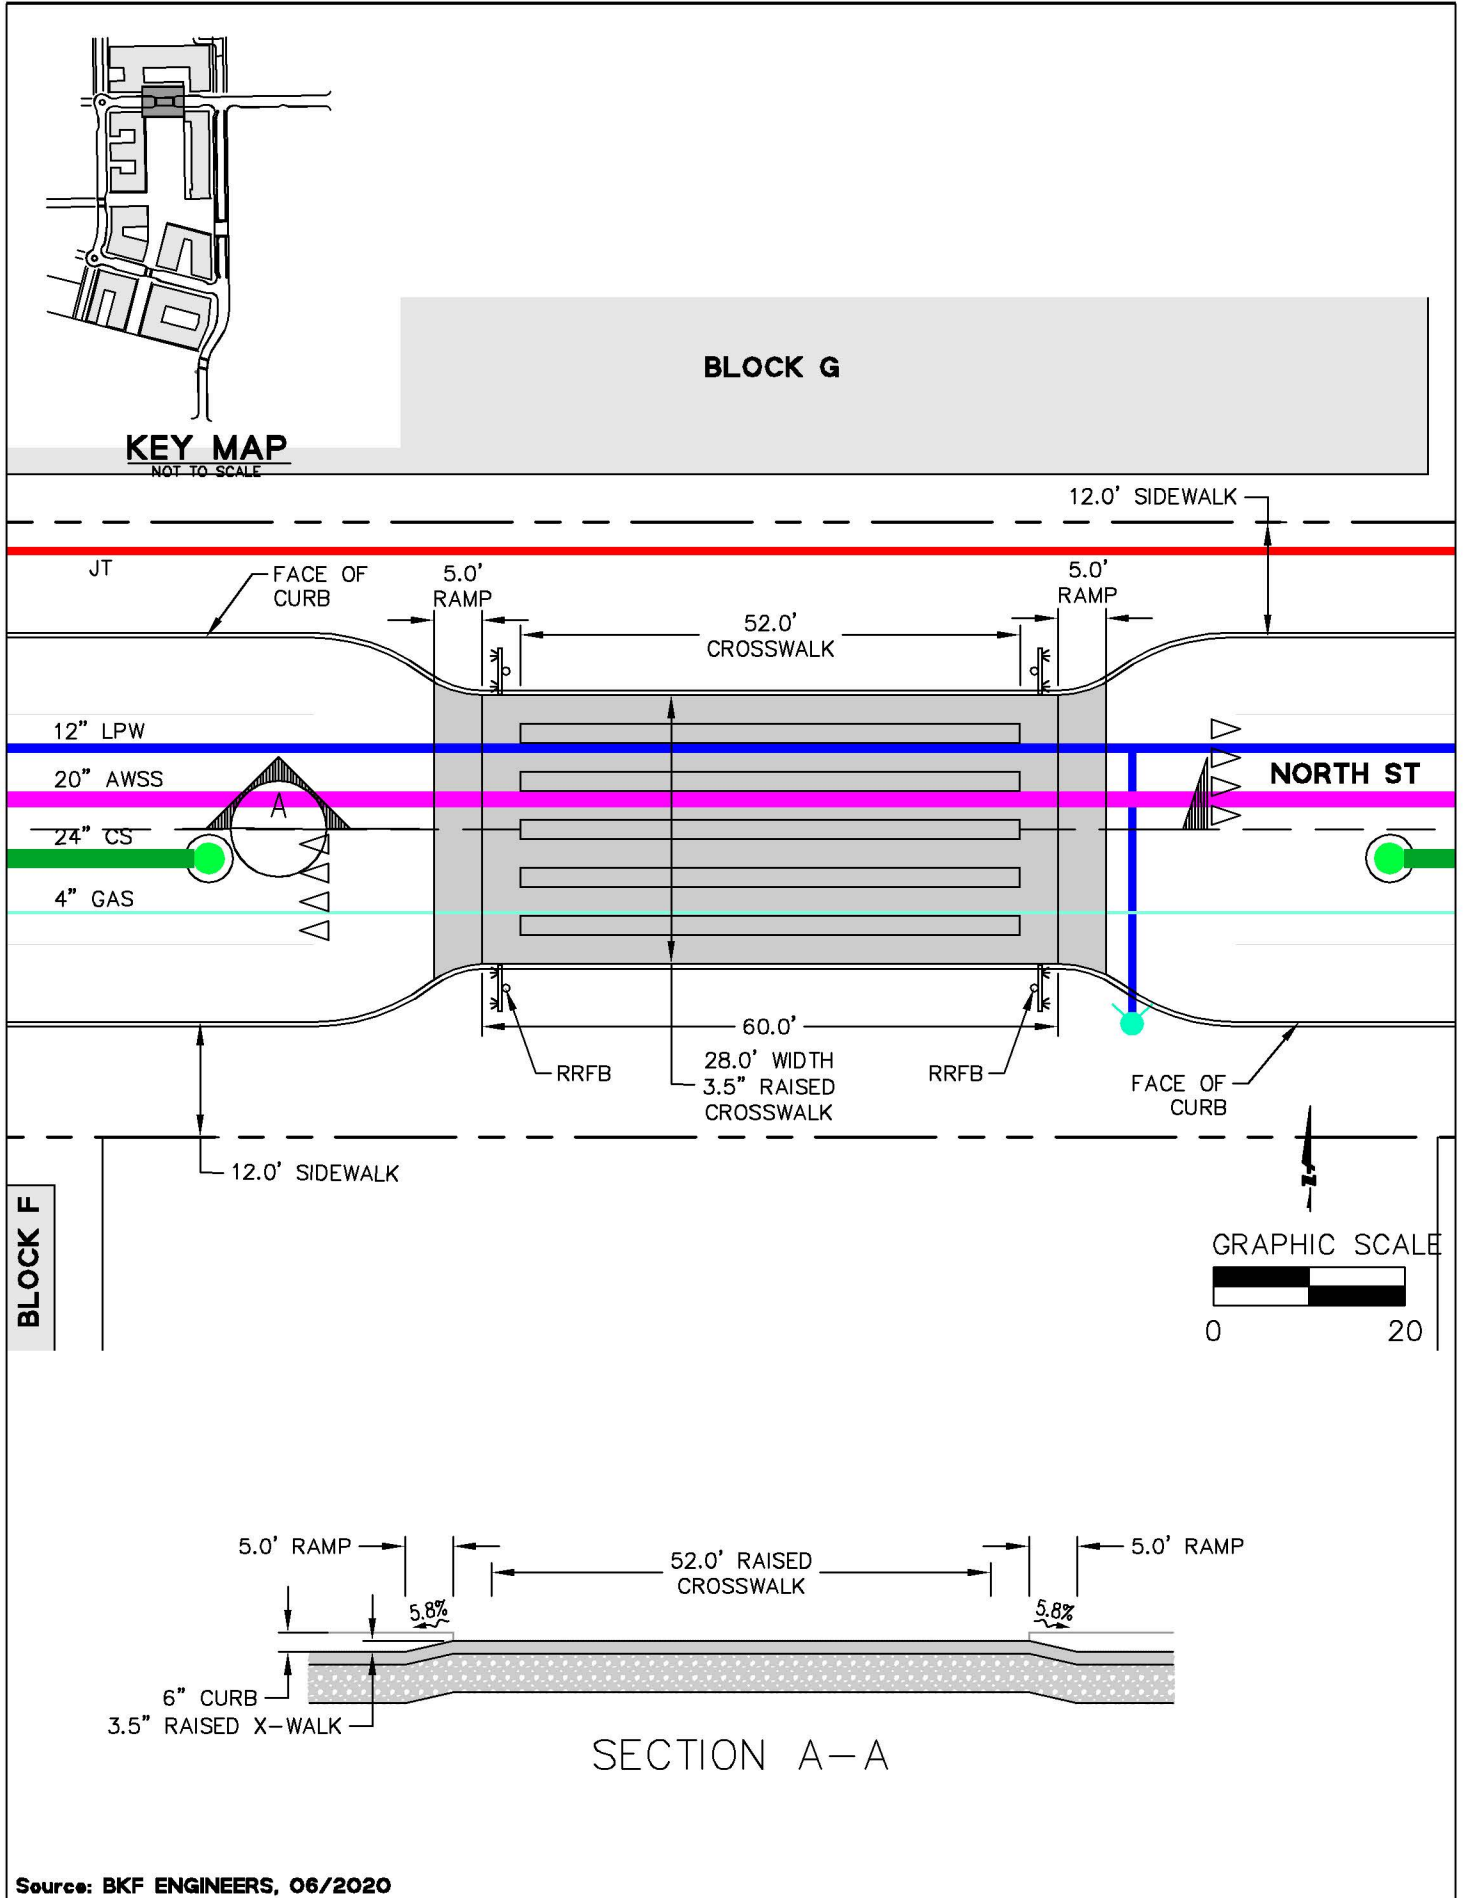 BLOCK G
KEY MAP
NOT TO SCALE
12.0' SIDEWALK
JT
FACE OF
CURB
5.0'
RAMP
52.0'
CROSSWALK
5.0'
RAMP
12" LPW
20" AWSS
NORTH ST
A
24" CS
4" GAS
60.0'
RRFB
28.0' WIDTH
3.5" RAISED
CROSSWALK
RRFB
FACE OF
CURB
12.0' SIDEWALK
Z
BLOCK F
GRAPHIC SCALE
0 20
5.0' RAMP
52.0' RAISED
CROSSWALK
5.0' RAMP
5.8%
5.8%
6" CURB
3.5" RAISED X-WALK
SECTION A-A
Source: BKF ENGINEERS, 06/2020